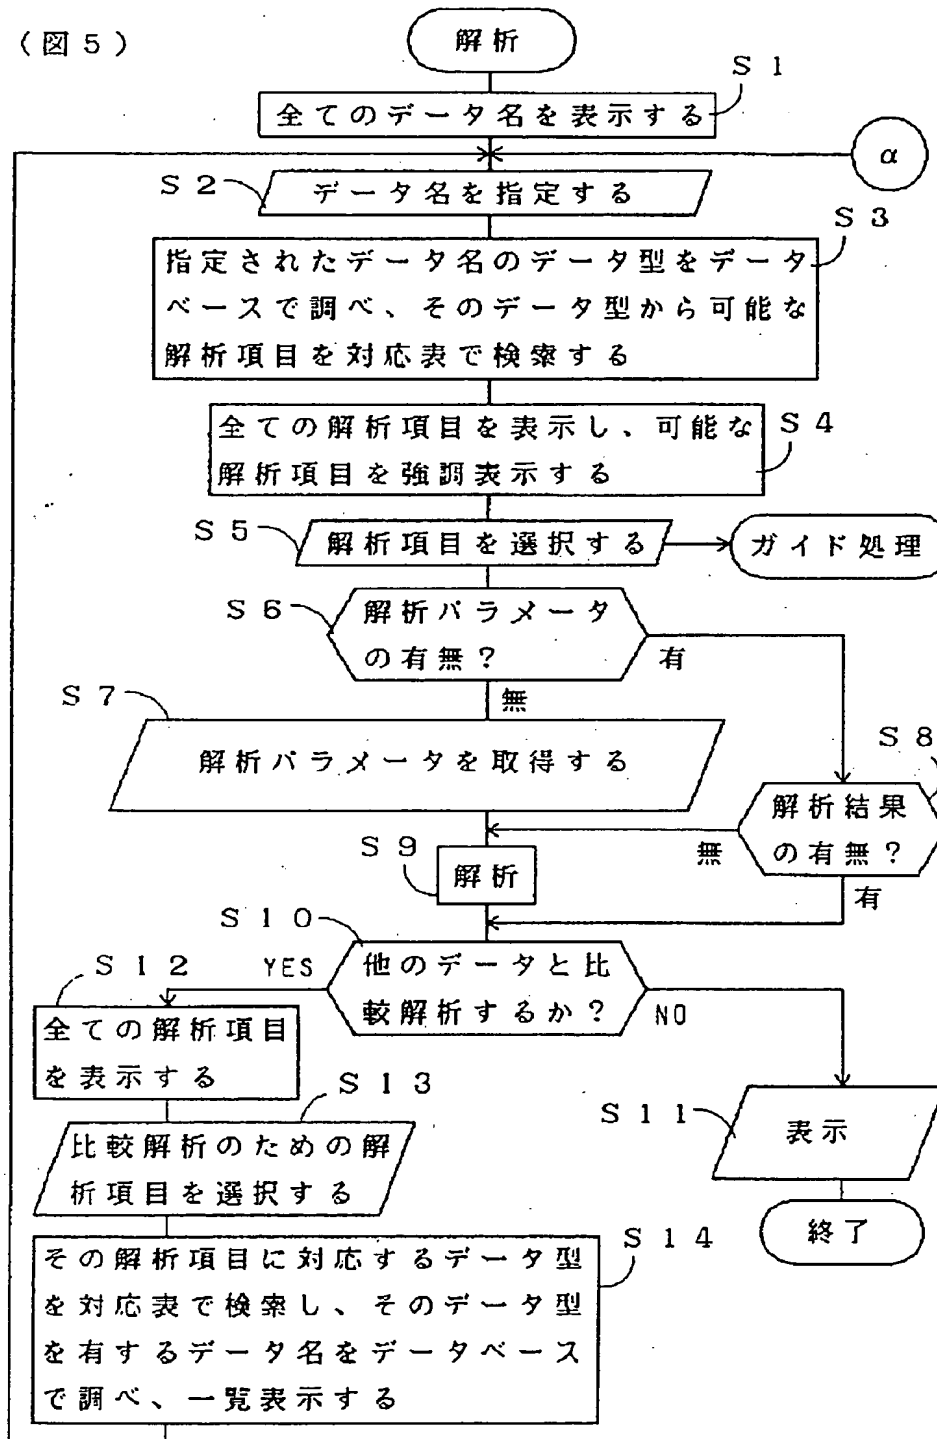 (図5)
解析
S1
全てのデータ名を表示する
α
S2
データ名を指定する
S3
指定されたデータ名のデータ型をデータ
ベースで調べ、そのデータ型から可能な
解析項目を対応表で検索する
S4
全ての解析項目を表示し、可能な
解析項目を強調表示する
S5
解析項目を選択する
ガイド処理
S6
解析パラメータ
の有無?
有
無
S7
解析パラメータを取得する
S8
解析結果
の有無?
無
有
S9
解析
S10
他のデータと比
較解析するか?
YES
NO
S12
全ての解析項目
を表示する
S11
表示
S13
比較解析のための解
析項目を選択する
終了
S14
その解析項目に対応するデータ型
を対応表で検索し、そのデータ型
を有するデータ名をデータベース
で調べ、一覧表示する